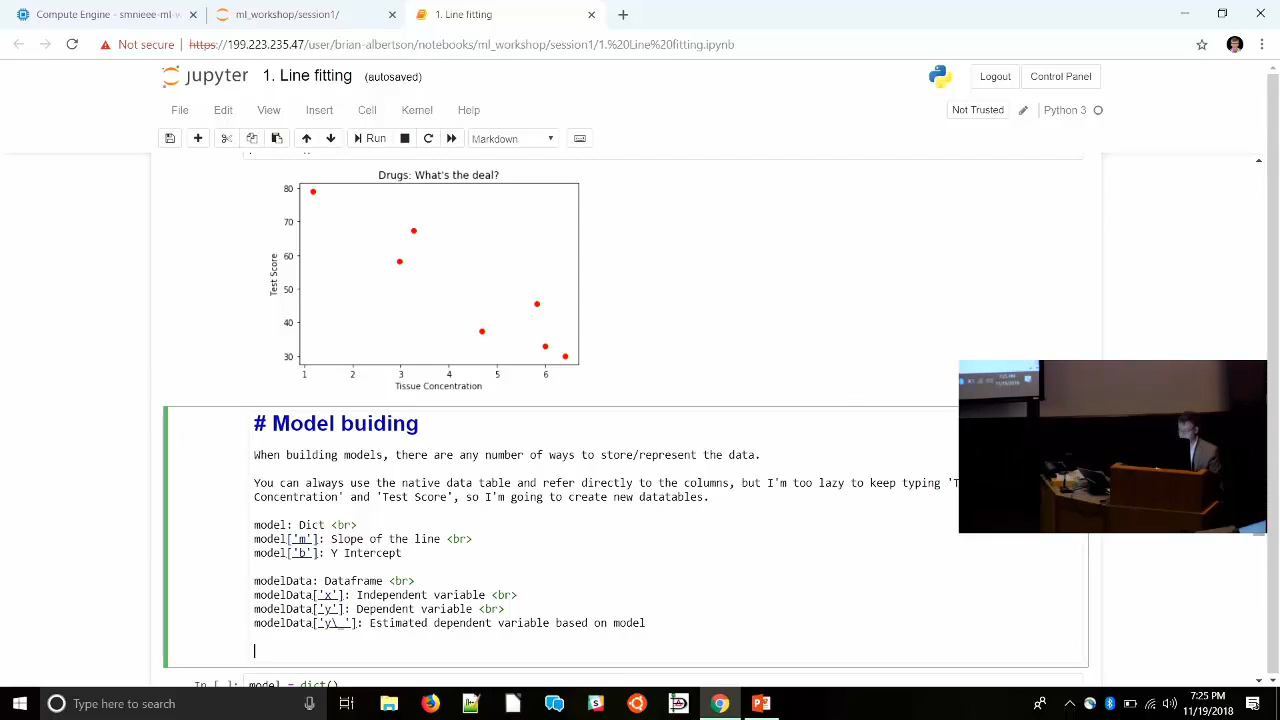 Compute Engine - smnieee-ml-w
ml_workshop/session1/
1. Line fitting
Not secure
https://199.223.235.47/user/brian-albertson/notebooks/ml_workshop/session1/1.%20Line%20fitting.ipynb
jupyter 1. Line fitting (autosaved)
Logout
Control Panel
File Edit View Insert Cell Kernel Help
Not Trusted
Python 3
Run
Markdown
Drugs: What's the deal?
80
70
60
50
40
30
Test Score
1 2 3 4 5 6
Tissue Concentration
# Model buiding
When building models, there are any number of ways to store/represent the data.
You can always use the native data table and refer directly to the columns, but I'm too lazy to keep typing 'T
Concentration' and 'Test Score', so I'm going to create new datatables.
model: Dict <br>
model['m']: Slope of the line <br>
model['b']: Y Intercept
modelData: Dataframe <br>
modelData['x']: Independent variable <br>
modelData['y']: Dependent variable <br>
modelData['y\_']: Estimated dependent variable based on model
In [ ]: model = dict()
Type here to search
7:25 PM
11/19/2018